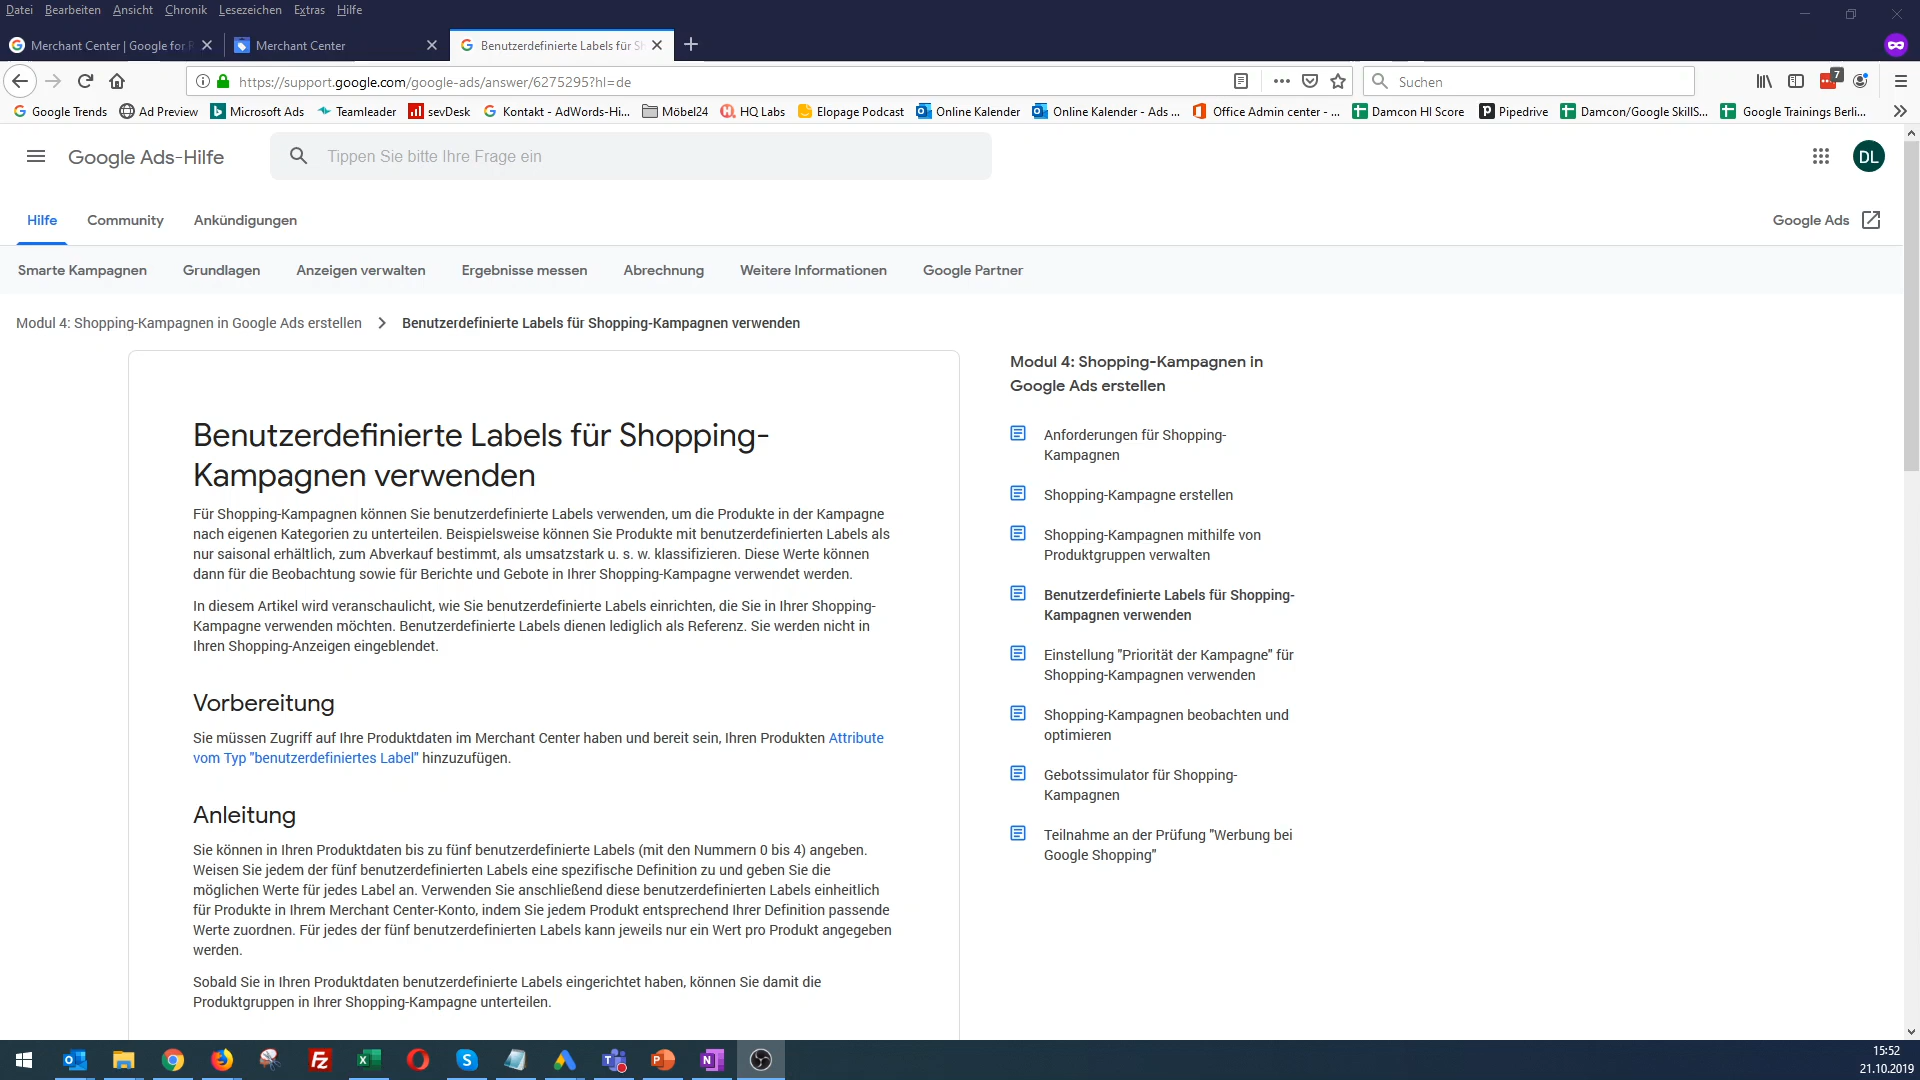 Datei Bearbeiten Ansicht Chronik Lesezeichen Extras Hilfe
Merchant Center | Google for R
Merchant Center
Benutzerdefinierte Labels für Sh
https://support.google.com/google-ads/answer/6275295?hl=de
Suchen
7
Google Trends Ad Preview Microsoft Ads Teamleader sevDesk Kontakt - AdWords-Hi... Möbel24 HQ Labs Elopage Podcast Online Kalender Online Kalender - Ads ... Office Admin center - ... Damcon HI Score Pipedrive Damcon/Google SkillS... Google Trainings Berli...
Google Ads-Hilfe
Tippen Sie bitte Ihre Frage ein
DL
Hilfe Community Ankündigungen
Google Ads
Smarte Kampagnen Grundlagen Anzeigen verwalten Ergebnisse messen Abrechnung Weitere Informationen Google Partner
Modul 4: Shopping-Kampagnen in Google Ads erstellen > Benutzerdefinierte Labels für Shopping-Kampagnen verwenden
Benutzerdefinierte Labels für Shopping-
Kampagnen verwenden
Für Shopping-Kampagnen können Sie benutzerdefinierte Labels verwenden, um die Produkte in der Kampagne
nach eigenen Kategorien zu unterteilen. Beispielsweise können Sie Produkte mit benutzerdefinierten Labels als
nur saisonal erhältlich, zum Abverkauf bestimmt, als umsatzstark u. s. w. klassifizieren. Diese Werte können
dann für die Beobachtung sowie für Berichte und Gebote in Ihrer Shopping-Kampagne verwendet werden.
In diesem Artikel wird veranschaulicht, wie Sie benutzerdefinierte Labels einrichten, die Sie in Ihrer Shopping-
Kampagne verwenden möchten. Benutzerdefinierte Labels dienen lediglich als Referenz. Sie werden nicht in
Ihren Shopping-Anzeigen eingeblendet.
Vorbereitung
Sie müssen Zugriff auf Ihre Produktdaten im Merchant Center haben und bereit sein, Ihren Produkten Attribute
vom Typ "benutzerdefiniertes Label" hinzuzufügen.
Anleitung
Sie können in Ihren Produktdaten bis zu fünf benutzerdefinierte Labels (mit den Nummern 0 bis 4) angeben.
Weisen Sie jedem der fünf benutzerdefinierten Labels eine spezifische Definition zu und geben Sie die
möglichen Werte für jedes Label an. Verwenden Sie anschließend diese benutzerdefinierten Labels einheitlich
für Produkte in Ihrem Merchant Center-Konto, indem Sie jedem Produkt entsprechend Ihrer Definition passende
Werte zuordnen. Für jedes der fünf benutzerdefinierten Labels kann jeweils nur ein Wert pro Produkt angegeben
werden.
Sobald Sie in Ihren Produktdaten benutzerdefinierte Labels eingerichtet haben, können Sie damit die
Produktgruppen in Ihrer Shopping-Kampagne unterteilen.
Modul 4: Shopping-Kampagnen in
Google Ads erstellen
Anforderungen für Shopping-
Kampagnen
Shopping-Kampagne erstellen
Shopping-Kampagnen mithilfe von
Produktgruppen verwalten
Benutzerdefinierte Labels für Shopping-
Kampagnen verwenden
Einstellung "Priorität der Kampagne" für
Shopping-Kampagnen verwenden
Shopping-Kampagnen beobachten und
optimieren
Gebotssimulator für Shopping-
Kampagnen
Teilnahme an der Prüfung "Werbung bei
Google Shopping"
15:52
21.10.2019